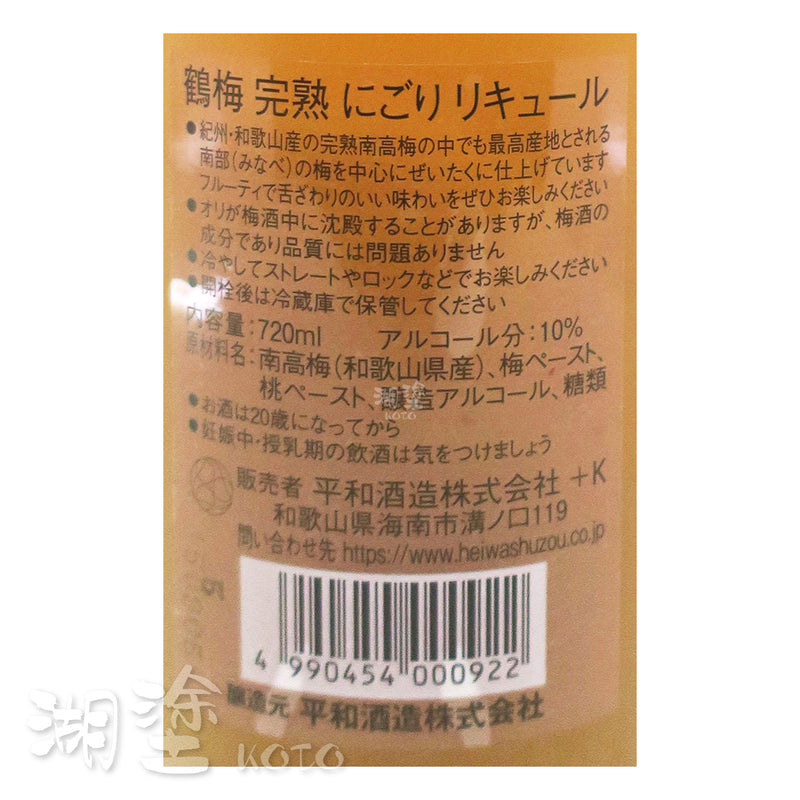 鶴梅 完熟 にごり リキュール
●紀州・和歌山産の完熟南高梅の中でも最高産地とされる
南部(みなべ)の梅を中心にぜいたくに仕上げています
フルーティで舌ざわりのいい味わいをぜひお楽しみください
●オリが梅酒中に沈殿することがありますが、梅酒の
成分であり品質には問題ありません
●冷やしてストレートやロックなどでお楽しみください
●開栓後は冷蔵庫で保管してください
内容量:720ml アルコール分:10%
原材料名:南高梅(和歌山県産)、梅ペースト、
桃ペースト、醸造アルコール、糖類
湖塗
KOTO
●お酒は20歳になってから
●妊娠中・授乳期の飲酒は気をつけましょう
販売者 平和酒造株式会社 +K
和歌山県海南市溝ノ口119
問い合わせ先 https://www.heiwashuzou.co.jp
4 990454 000922
醸造元 平和酒造株式会社
湖塗 KOTO